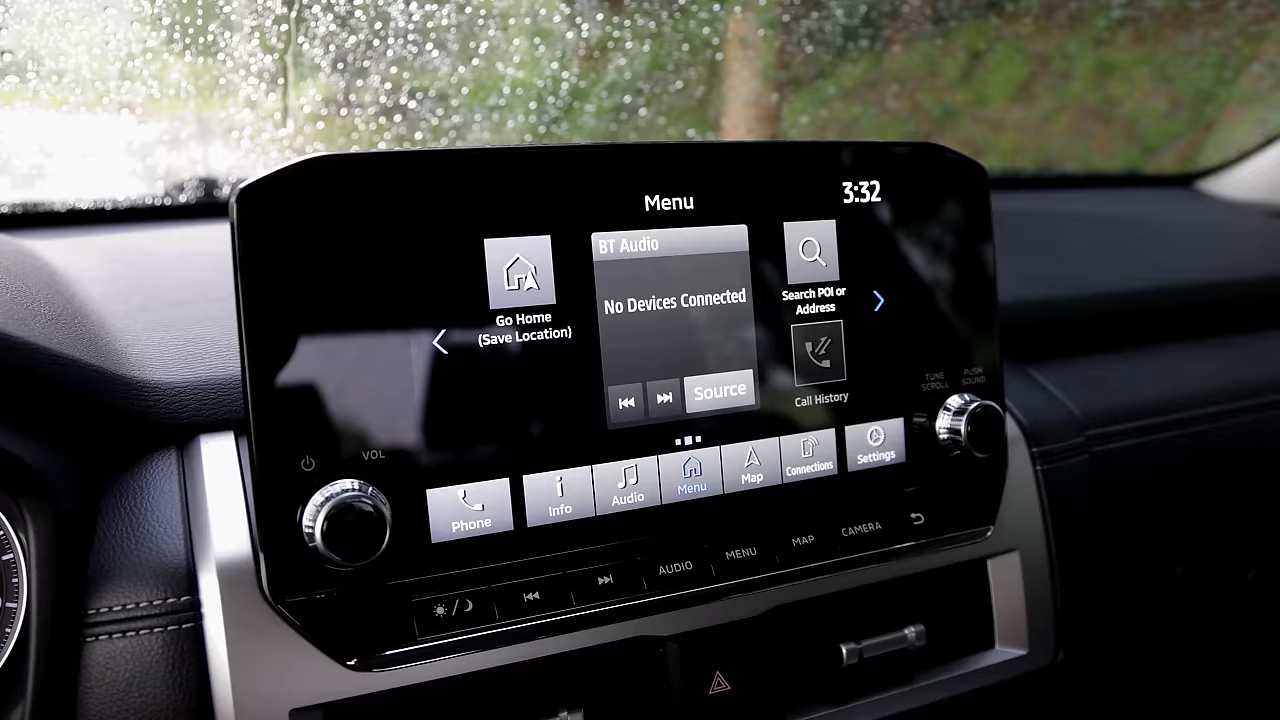 Menu
3:32
BT Audio
No Devices Connected
Source
Go Home
(Save Location)
Search POI or
Address
Call History
TUNE
SCROLL
PUSH
SOUND
VOL
Phone
Info
Audio
Menu
Map
Connections
Settings
AUDIO
MENU
MAP
CAMERA